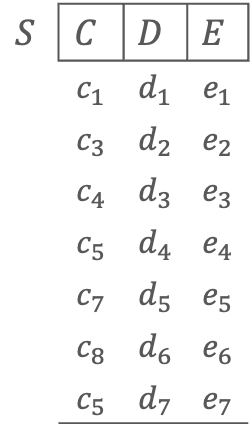 S C D E
c₁ d₁ e₁
c₃ d₂ e₂
c₄ d₃ e₃
c₅ d₄ e₄
c₇ d₅ e₅
c₈ d₆ e₆
c₅ d₇ e₇